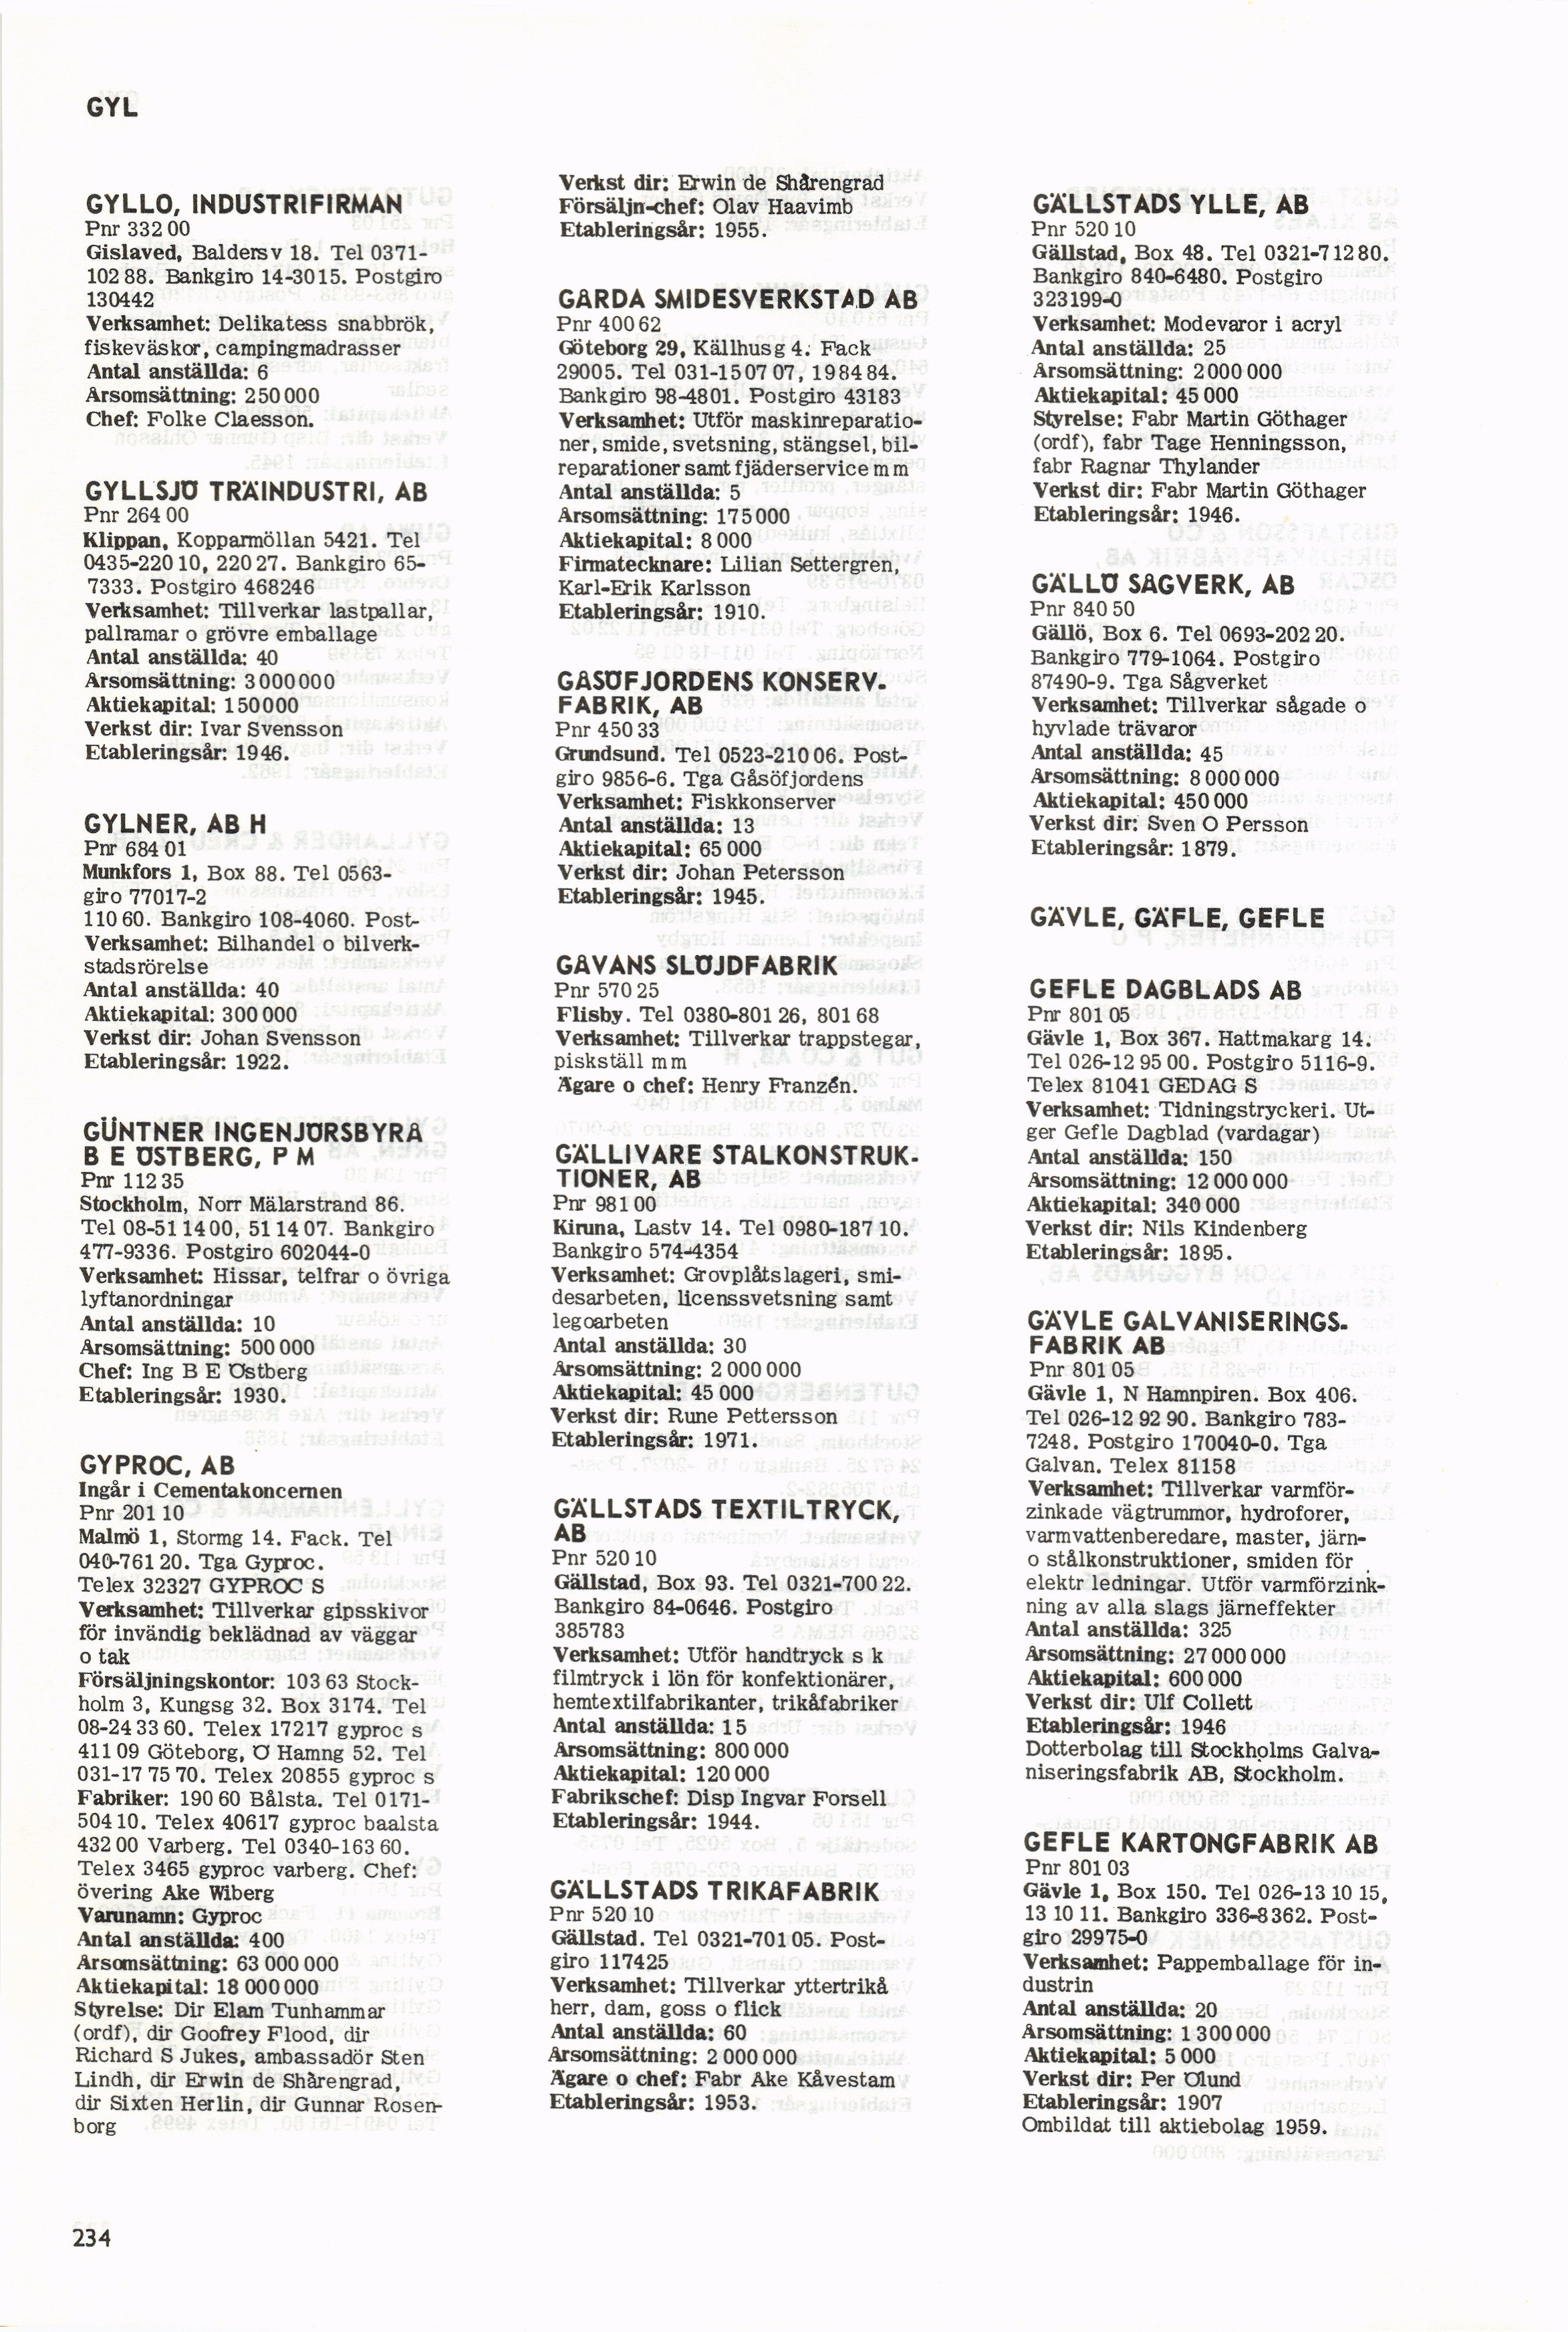 GYL
GYLLO, INDUSTRIFIRMAN
Pnr 332 00
Gislaved, Baldersv 18. Tel 0371-
102 88. Bankgiro 14-3015. Postgiro
130442
Verksamhet: Delikatess snabbrök,
fiskeväskor, campingmadrasser
Antal anställda: 6
Årsomsättning: 250 000
Chef: Folke Claesson.
GYLLSJÖ TRÄINDUSTRI, AB
Pnr 264 00
Klippan, Kopparmöllan 5421. Tel
0435-220 10, 220 27. Bankgiro 65-
7333. Postgiro 468246
Verksamhet: Tillverkar lastpallar,
pallramar o grövre emballage
Antal anställda: 40
Årsomsättning: 3 000 000
Aktiekapital: 150 000
Verkst dir: Ivar Svensson
Etableringsår: 1946.
GYLNER, AB H
Pnr 684 01
Munkfors 1, Box 88. Tel 0563-
giro 77017-2
110 60. Bankgiro 108-4060. Post-
Verksamhet: Bilhandel o bilverk-
stadsrörelse
Antal anställda: 40
Aktiekapital: 300 000
Verkst dir: Johan Svensson
Etableringsår: 1922.
GÜNTNER INGENJÖRSBYRÅ
B E ÖSTBERG, P M
Pnr 112 35
Stockholm, Norr Mälarstrand 86.
Tel 08-51 14 00, 51 14 07. Bankgiro
477-9336. Postgiro 602044-0
Verksamhet: Hissar, telfrar o övriga
lyftanordningar
Antal anställda: 10
Årsomsättning: 500 000
Chef: Ing B E Östberg
Etableringsår: 1930.
GYPROC, AB
Ingår i Cementakoncernen
Pnr 201 10
Malmö 1, Stormg 14. Fack. Tel
040-761 20. Tga Gyproc.
Telex 32327 GYPROC S
Verksamhet: Tillverkar gipsskivor
för invändig beklädnad av väggar
o tak
Försäljningskontor: 103 63 Stock-
holm 3, Kungsg 32. Box 3174. Tel
08-24 33 60. Telex 17217 gyproc s
411 09 Göteborg, Ö Hamng 52. Tel
031-17 75 70. Telex 20855 gyproc s
Fabriker: 190 60 Bålsta. Tel 0171-
504 10. Telex 40617 gyproc baalsta
432 00 Varberg. Tel 0340-163 60.
Telex 3465 gyproc varberg. Chef:
övering Åke Wiberg
Varunamn: Gyproc
Antal anställda: 400
Årsomsättning: 63 000 000
Aktiekapital: 18 000 000
Styrelse: Dir Elam Tunhammar
(ordf), dir Goofrey Flood, dir
Richard S Jukes, ambassadör Sten
Lindh, dir Erwin de Shårengrad,
dir Sixten Herlin, dir Gunnar Rosen-
borg
Verkst dir: Erwin de Shårengrad
Försäljn-chef: Olav Haavimb
Etableringsår: 1955.
GÅRDA SMIDESVERKSTAD AB
Pnr 400 62
Göteborg 29, Källhusg 4. Fack
29005. Tel 031-15 07 07, 19 84 84.
Bankgiro 98-4801. Postgiro 43183
Verksamhet: Utför maskinreparatio-
ner, smide, svetsning, stängsel, bil-
reparationer samt fjäderservice m m
Antal anställda: 5
Årsomsättning: 175 000
Aktiekapital: 8 000
Firmatecknare: Lilian Settergren,
Karl-Erik Karlsson
Etableringsår: 1910.
GÅSÖFJORDENS KONSERV-
FABRIK, AB
Pnr 450 33
Grundsund. Tel 0523-210 06. Post-
giro 9856-6. Tga Gåsöfjordens
Verksamhet: Fiskkonserver
Antal anställda: 13
Aktiekapital: 65 000
Verkst dir: Johan Petersson
Etableringsår: 1945.
GÅVANS SLÖJDFABRIK
Pnr 570 25
Flisby. Tel 0380-801 26, 801 68
Verksamhet: Tillverkar trappstegar,
piskställ m m
Ägare o chef: Henry Franzén.
GÄLLIVARE STÅLKONSTRUK-
TIONER, AB
Pnr 981 00
Kiruna, Lastv 14. Tel 0980-187 10.
Bankgiro 574-4354
Verksamhet: Grovplåtslageri, smi-
desarbeten, licenssvetsning samt
legoarbeten
Antal anställda: 30
Årsomsättning: 2 000 000
Aktiekapital: 45 000
Verkst dir: Rune Pettersson
Etableringsår: 1971.
GÄLLSTADS TEXTILTRYCK,
AB
Pnr 520 10
Gällstad, Box 93. Tel 0321-700 22.
Bankgiro 84-0646. Postgiro
385783
Verksamhet: Utför handtryck s k
filmtryck i lön för konfektionärer,
hemtextilfabrikanter, trikåfabriker
Antal anställda: 15
Årsomsättning: 800 000
Aktiekapital: 120 000
Fabrikschef: Disp Ingvar Forsell
Etableringsår: 1944.
GÄLLSTADS TRIKÅFABRIK
Pnr 520 10
Gällstad. Tel 0321-701 05. Post-
giro 117425
Verksamhet: Tillverkar yttertrikå
herr, dam, goss o flick
Antal anställda: 60
Årsomsättning: 2 000 000
Ägare o chef: Fabr Åke Kåvestam
Etableringsår: 1953.
GÄLLSTADS YLLE, AB
Pnr 520 10
Gällstad, Box 48. Tel 0321-712 80.
Bankgiro 840-6480. Postgiro
323199-0
Verksamhet: Modevaror i acryl
Antal anställda: 25
Årsomsättning: 2 000 000
Aktiekapital: 45 000
Styrelse: Fabr Martin Göthager
(ordf), fabr Tage Henningsson,
fabr Ragnar Thylander
Verkst dir: Fabr Martin Göthager
Etableringsår: 1946.
GÄLLÖ SÅGVERK, AB
Pnr 840 50
Gällö, Box 6. Tel 0693-202 20.
Bankgiro 779-1064. Postgiro
87490-9. Tga Sågverket
Verksamhet: Tillverkar sågade o
hyvlade trävaror
Antal anställda: 45
Årsomsättning: 8 000 000
Aktiekapital: 450 000
Verkst dir: Sven O Persson
Etableringsår: 1879.
GÄVLE, GÄFLE, GEFLE
GEFLE DAGBLADS AB
Pnr 801 05
Gävle 1, Box 367. Hattmakarg 14.
Tel 026-12 95 00. Postgiro 5116-9.
Telex 81041 GEDAG S
Verksamhet: Tidningstryckeri. Ut-
ger Gefle Dagblad (vardagar)
Antal anställda: 150
Årsomsättning: 12 000 000
Aktiekapital: 340 000
Verkst dir: Nils Kindenberg
Etableringsår: 1895.
GÄVLE GALVANISERINGS-
FABRIK AB
Pnr 801 05
Gävle 1, N Hamnpiren. Box 406.
Tel 026-12 92 90. Bankgiro 783-
7248. Postgiro 170040-0. Tga
Galvan. Telex 81158
Verksamhet: Tillverkar varmför-
zinkade vägtrummor, hydroforer,
varmvattenberedare, master, järn-
o stålkonstruktioner, smiden för
elektr ledningar. Utför varmförzink-
ning av alla slags järneffekter
Antal anställda: 325
Årsomsättning: 27 000 000
Aktiekapital: 600 000
Verkst dir: Ulf Collett
Etableringsår: 1946
Dotterbolag till Stockholms Galva-
niseringsfabrik AB, Stockholm.
GEFLE KARTONGFABRIK AB
Pnr 801 03
Gävle 1, Box 150. Tel 026-13 10 15,
13 10 11. Bankgiro 336-8362. Post-
giro 29975-0
Verksamhet: Pappemballage för in-
dustrin
Antal anställda: 20
Årsomsättning: 1 300 000
Aktiekapital: 5 000
Verkst dir: Per Ölund
Etableringsår: 1907
Ombildat till aktiebolag 1959.
234